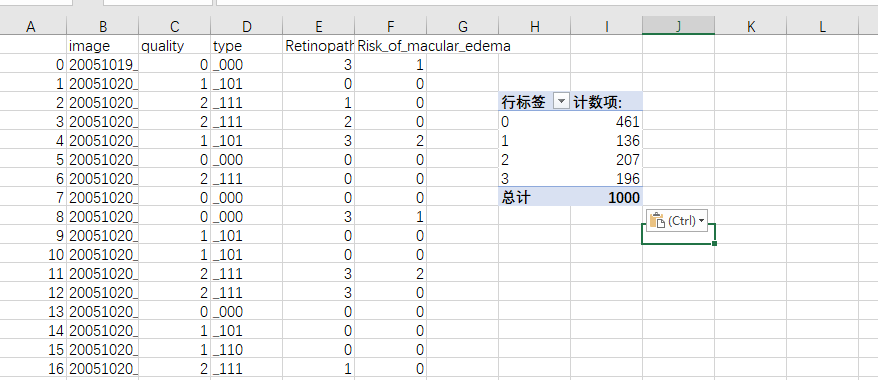 A B C D E F G H I J K L
image quality type Retinopath Risk_of_macular_edema
0 20051019_ 0 _000 3 1
1 20051020_ 1 _101 0 0
2 20051020_ 2 _111 1 0 行标签 计数项:
3 20051020_ 2 _111 2 0 0 461
4 20051020_ 1 _101 3 2 1 136
5 20051020_ 0 _000 0 0 2 207
6 20051020_ 2 _111 0 0 3 196
7 20051020_ 0 _000 0 0 总计 1000
8 20051020_ 0 _000 3 1 (Ctrl)
9 20051020_ 1 _101 0 0
10 20051020_ 1 _101 0 0
11 20051020_ 2 _111 3 2
12 20051020_ 2 _111 3 0
13 20051020_ 0 _000 0 0
14 20051020_ 1 _101 0 0
15 20051020_ 1 _110 0 0
16 20051020_ 2 _111 1 0